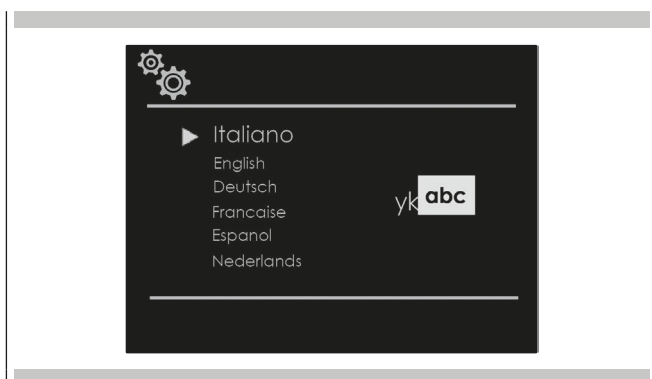 Italiano
English
Deutsch
Francaise
Espanol
Nederlands
yk abc